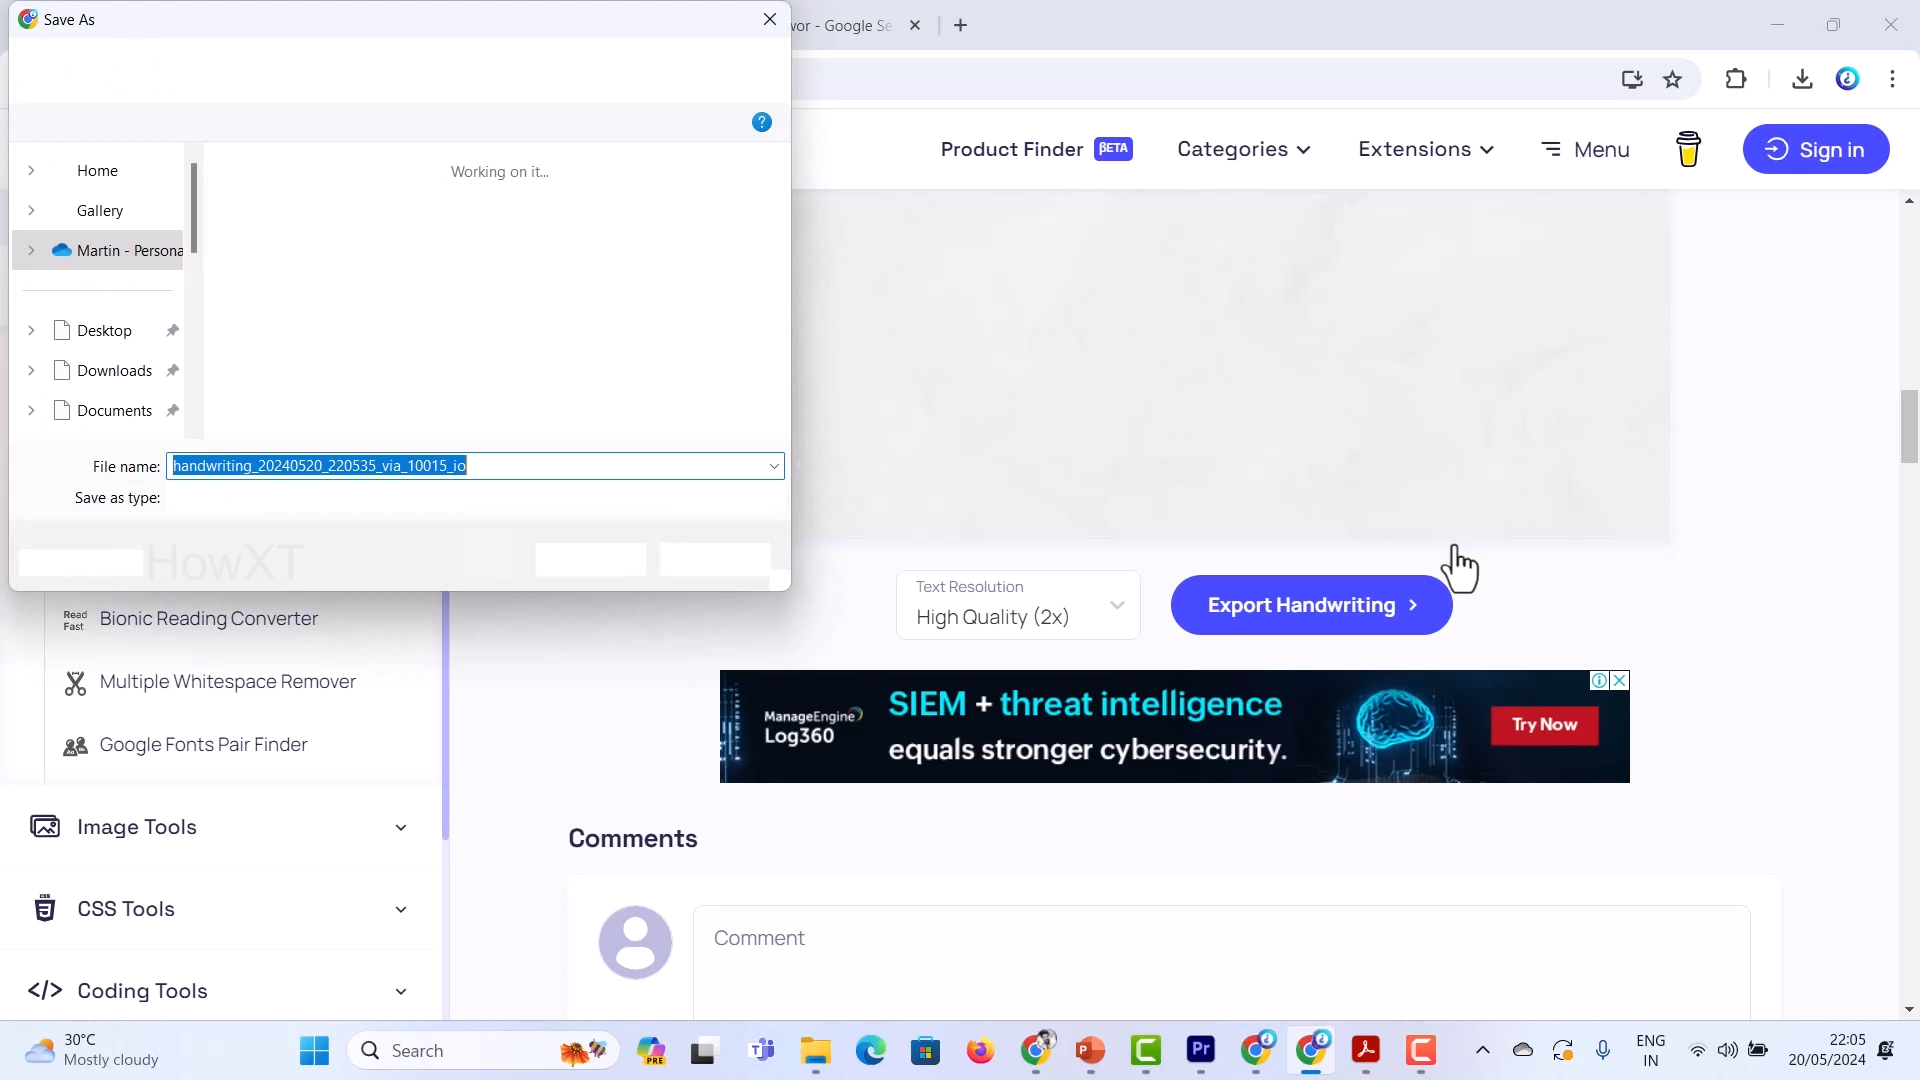 Save As
wor - Google Se
Product Finder BETA
Categories
Extensions
Menu
Sign in
Home
Gallery
Martin - Persona
Desktop
Downloads
Documents
Working on it...
File name: handwriting_20240520_220535_via_10015_io
Save as type:
HowXT
Read Fast Bionic Reading Converter
Multiple Whitespace Remover
Google Fonts Pair Finder
Image Tools
CSS Tools
Coding Tools
Text Resolution
High Quality (2x)
Export Handwriting
ManageEngine
Log360
SIEM + threat intelligence
equals stronger cybersecurity.
Try Now
Comments
Comment
30°C
Mostly cloudy
Search
PRE
Pr
ENG
IN
22:05
20/05/2024